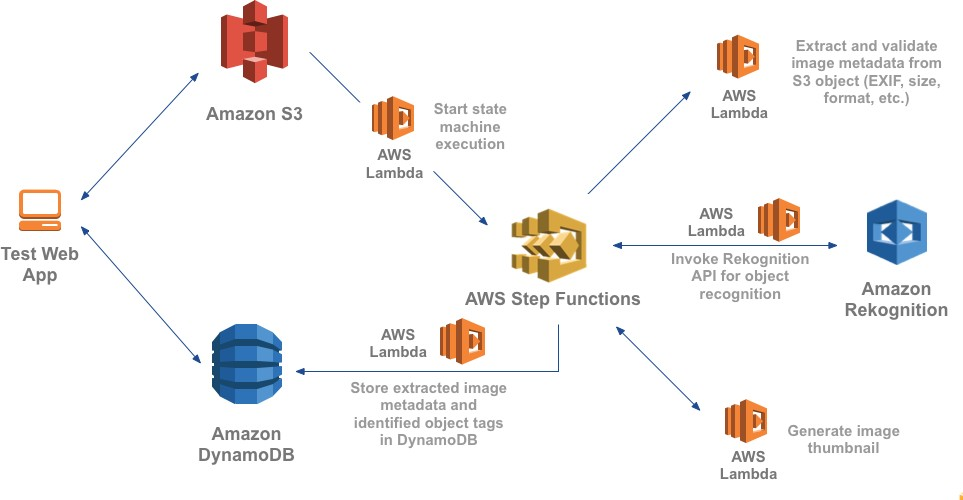 Amazon S3
Start state
machine
execution
AWS
Lambda
AWS
Lambda
Extract and validate
image metadata from
S3 object (EXIF, size,
format, etc.)
Test Web
App
AWS Step Functions
AWS
Lambda
Invoke Rekognition
API for object
recognition
Amazon
Rekognition
AWS
Lambda
Store extracted image
metadata and
identified object tags
in DynamoDB
Amazon
DynamoDB
AWS
Lambda
Generate image
thumbnail